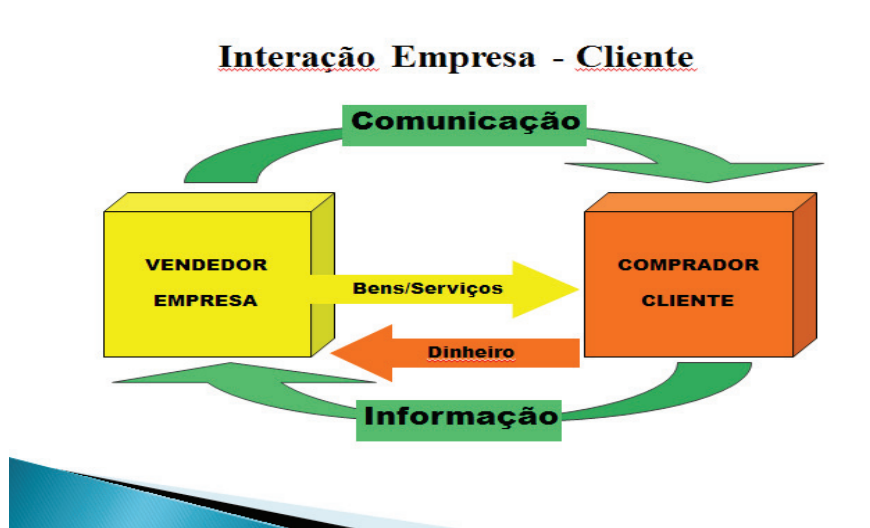 Interação Empresa - Cliente
Comunicação
VENDEDOR
EMPRESA
COMPRADOR
CLIENTE
Bens/Serviços
Dinheiro
Informação